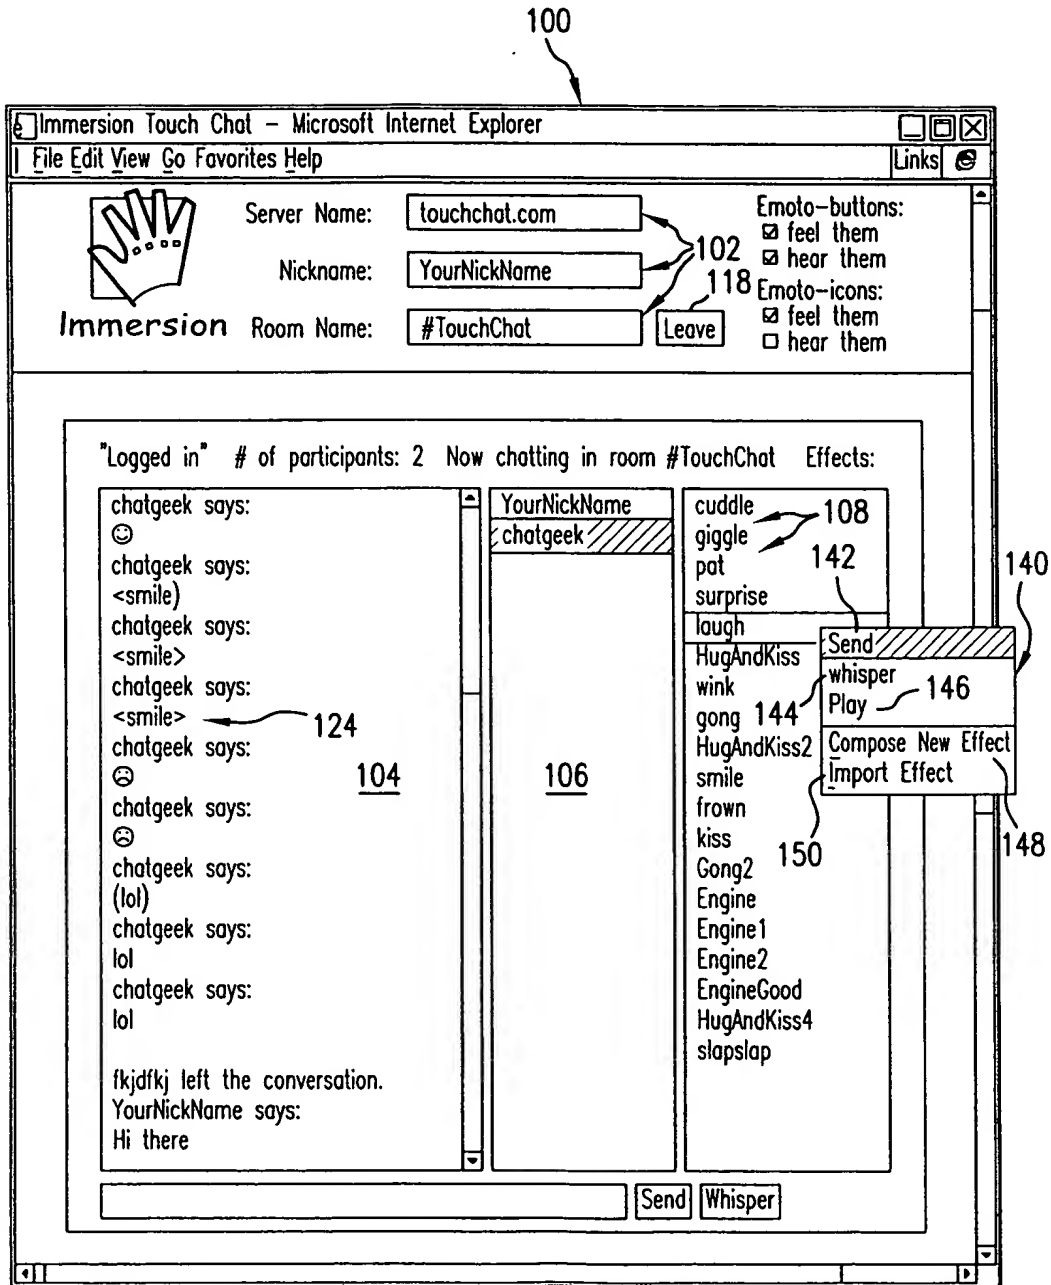 100
Immersion Touch Chat – Microsoft Internet Explorer
File Edit View Go Favorites Help Links
Server Name: touchchat.com
Nickname: YourNickName
Immersion Room Name: #TouchChat Leave
102
118
Emoto-buttons:
feel them
hear them
Emoto-icons:
feel them
hear them
"Logged in" # of participants: 2 Now chatting in room #TouchChat Effects:
chatgeek says:
☺
chatgeek says:
<smile)
chatgeek says:
<smile>
chatgeek says:
<smile>
124
chatgeek says:
☹
chatgeek says:
☹
chatgeek says:
(lol)
chatgeek says:
lol
chatgeek says:
lol
fkjdfkj left the conversation.
YourNickName says:
Hi there
104
YourNickName
chatgeek
106
cuddle
giggle
pat
surprise
laugh
HugAndKiss
wink
gong
HugAndKiss2
smile
frown
kiss
Gong2
Engine
Engine1
Engine2
EngineGood
HugAndKiss4
slapslap
108
142
140
Send
whisper
Play
Compose New Effect
Import Effect
144
146
150
148
Send Whisper